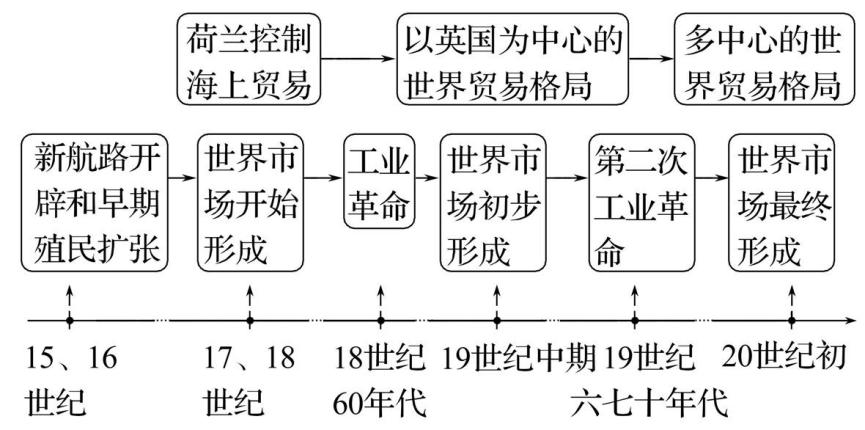 荷兰控制
海上贸易
以英国为中心的
世界贸易格局
多中心的世
界贸易格局
新航路开
辟和早期
殖民扩张
世界市
场开始
形成
工业
革命
世界市
场初步
形成
第二次
工业革
命
世界市
场最终
形成
15、16
世纪
17、18
世纪
18世纪
60年代
19世纪中期
19世纪
六七十年代
20世纪初